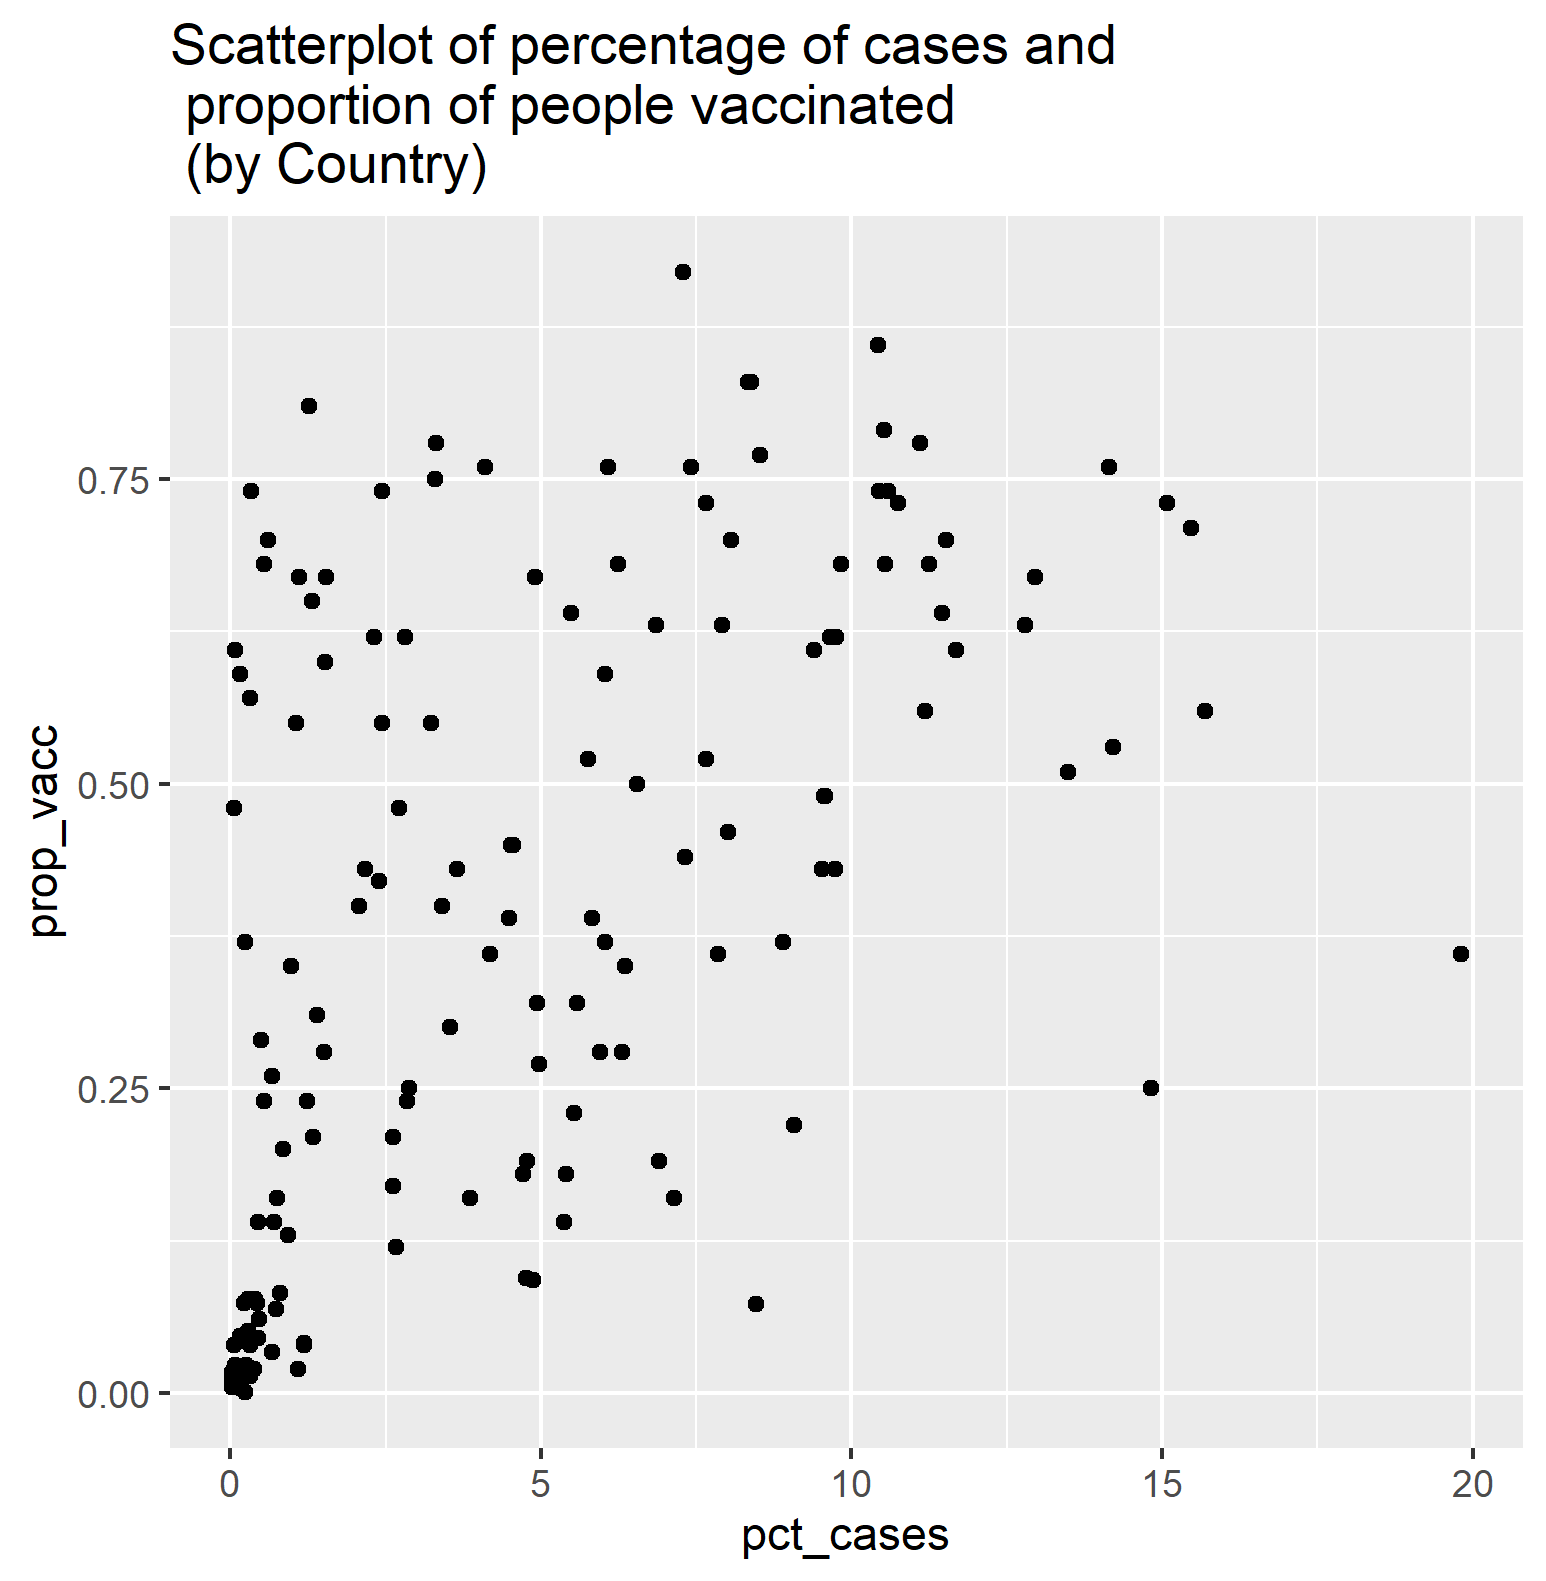 Scatterplot of percentage of cases and
proportion of people vaccinated
(by Country)
prop_vacc
0.75
0.50
0.25
0.00
0 5 10 15 20
pct_cases